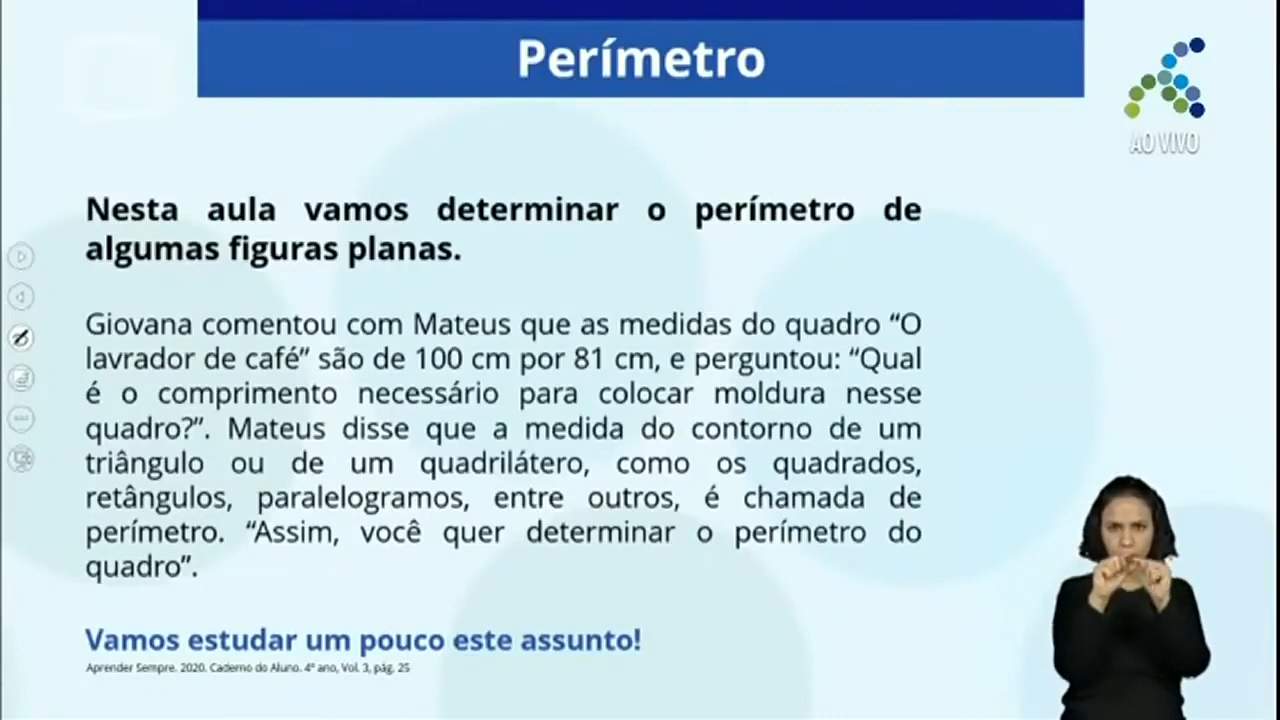 Perímetro
AO VIVO
Nesta aula vamos determinar o perímetro de
algumas figuras planas.
Giovana comentou com Mateus que as medidas do quadro “O
lavrador de café” são de 100 cm por 81 cm, e perguntou: “Qual
é o comprimento necessário para colocar moldura nesse
quadro?”. Mateus disse que a medida do contorno de um
triângulo ou de um quadrilátero, como os quadrados,
retângulos, paralelogramos, entre outros, é chamada de
perímetro. “Assim, você quer determinar o perímetro do
quadro”.
Vamos estudar um pouco este assunto!
Aprender Sempre. 2020. Caderno do Aluno. 4º ano, Vol. 3, pág. 25